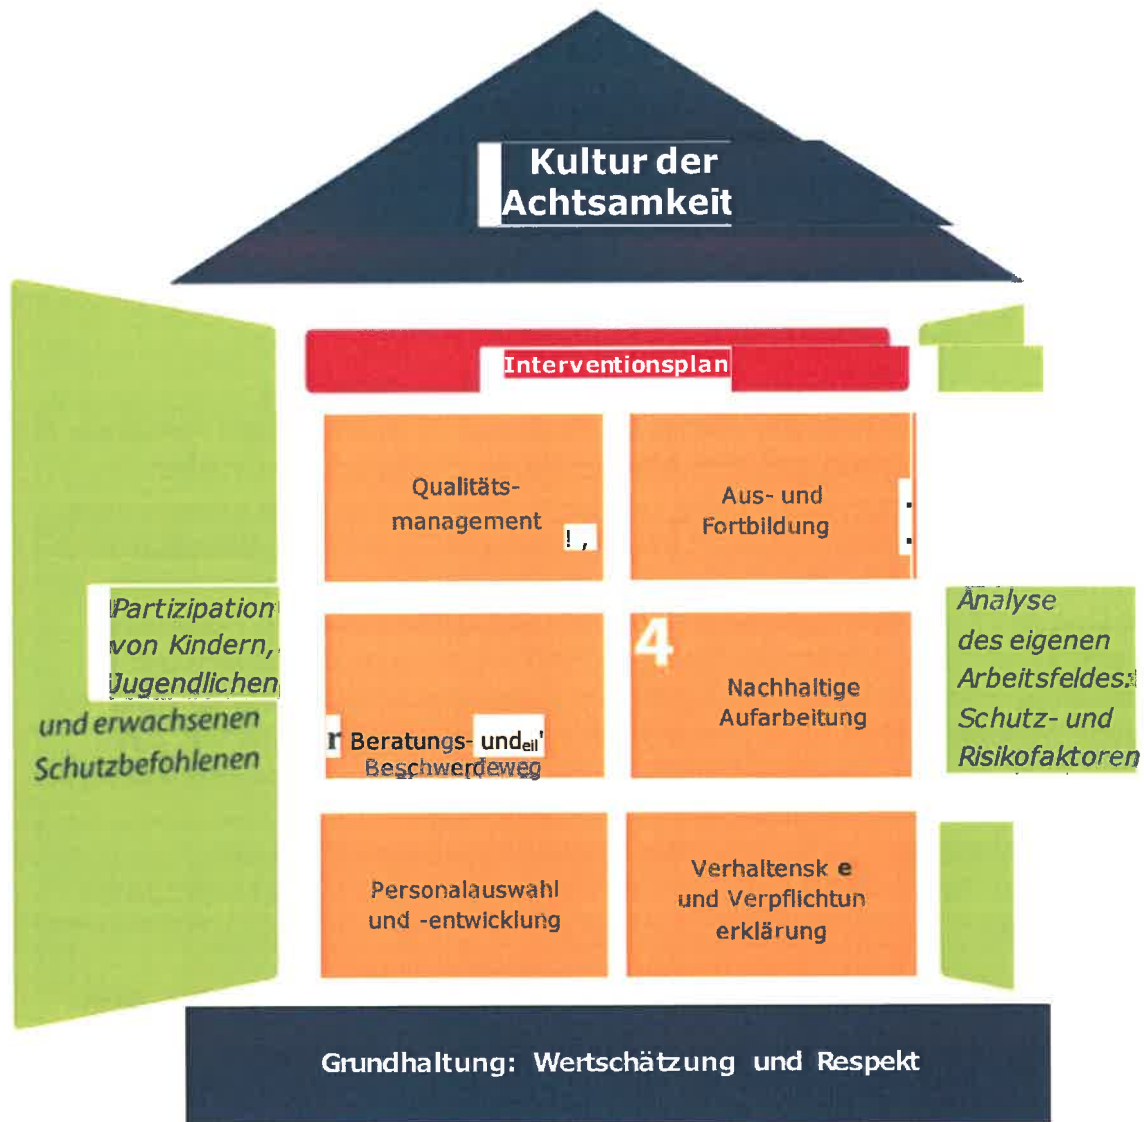 Kultur der
Achtsamkeit
Interventionsplan
Qualitäts-
management
! ,
Aus- und
Fortbildung
.
.
Partizipation
von Kindern,
Jugendlichen
und erwachsenen
Schutzbefohlenen
r Beratungs- und eil'
Beschwerdeweg
4
Nachhaltige
Aufarbeitung
Analyse
des eigenen
Arbeitsfeldes:
Schutz- und
Risikofaktoren
Personalauswahl
und -entwicklung
Verhaltensk e
und Verpflichtun
erklärung
Grundhaltung: Wertschätzung und Respekt